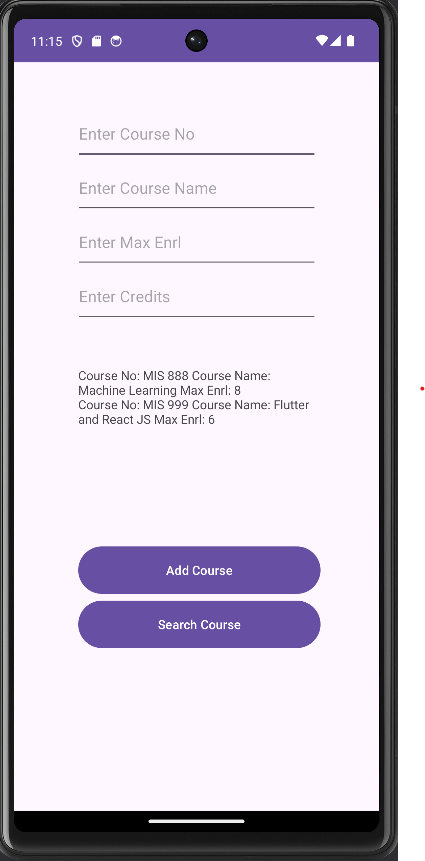 11:15
Enter Course No
Enter Course Name
Enter Max Enrl
Enter Credits
Course No: MIS 888 Course Name:
Machine Learning Max Enrl: 8
Course No: MIS 999 Course Name: Flutter
and React JS Max Enrl: 6
Add Course
Search Course